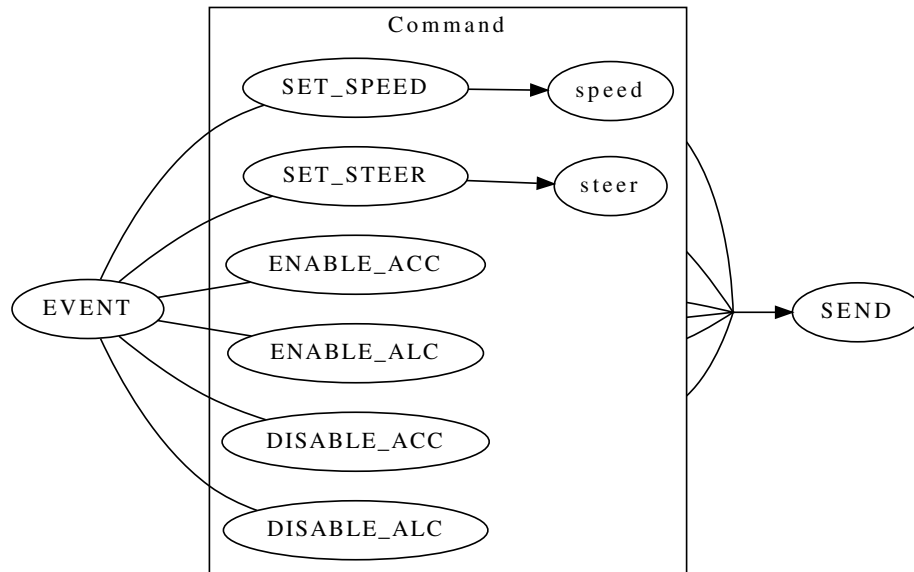 Command
SET_SPEED
speed
SET_STEER
steer
ENABLE_ACC
EVENT
SEND
ENABLE_ALC
DISABLE_ACC
DISABLE_ALC